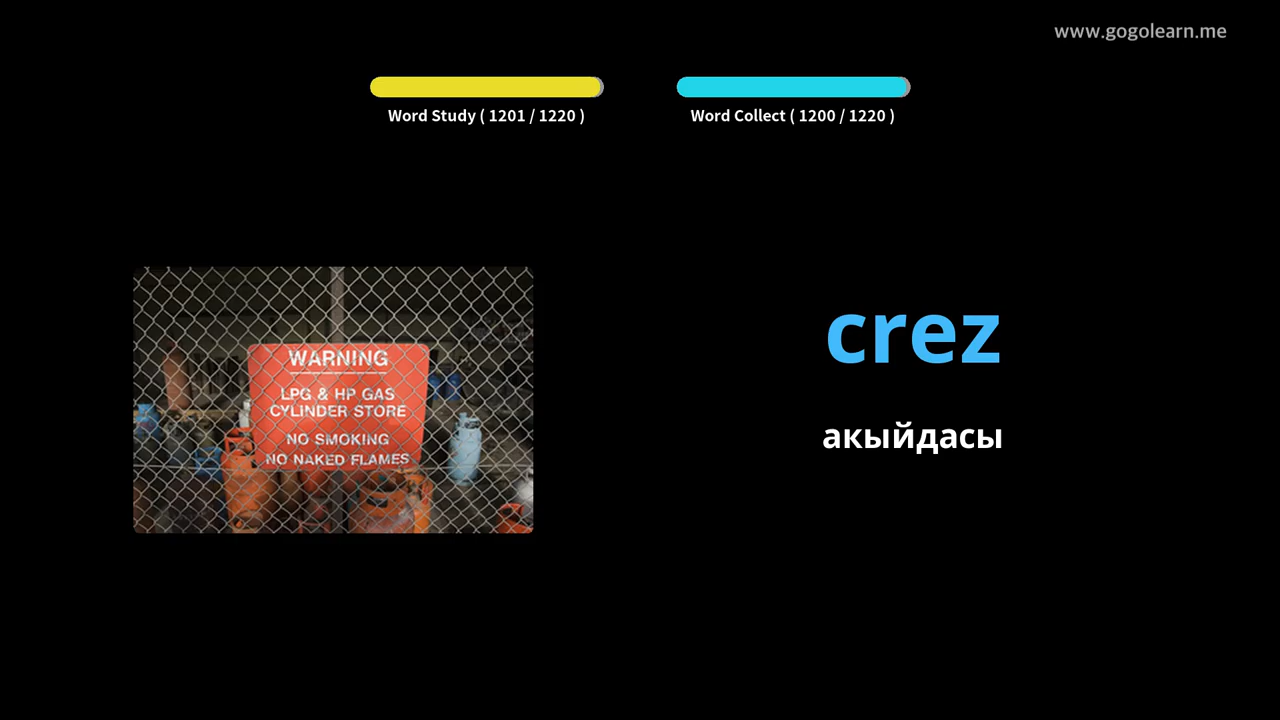 www.gogolearn.me
Word Study ( 1201 / 1220 )
Word Collect ( 1200 / 1220 )
WARNING
LPG & HP GAS
CYLINDER STORE
NO SMOKING
NO NAKED FLAMES
crez
акыйдасы